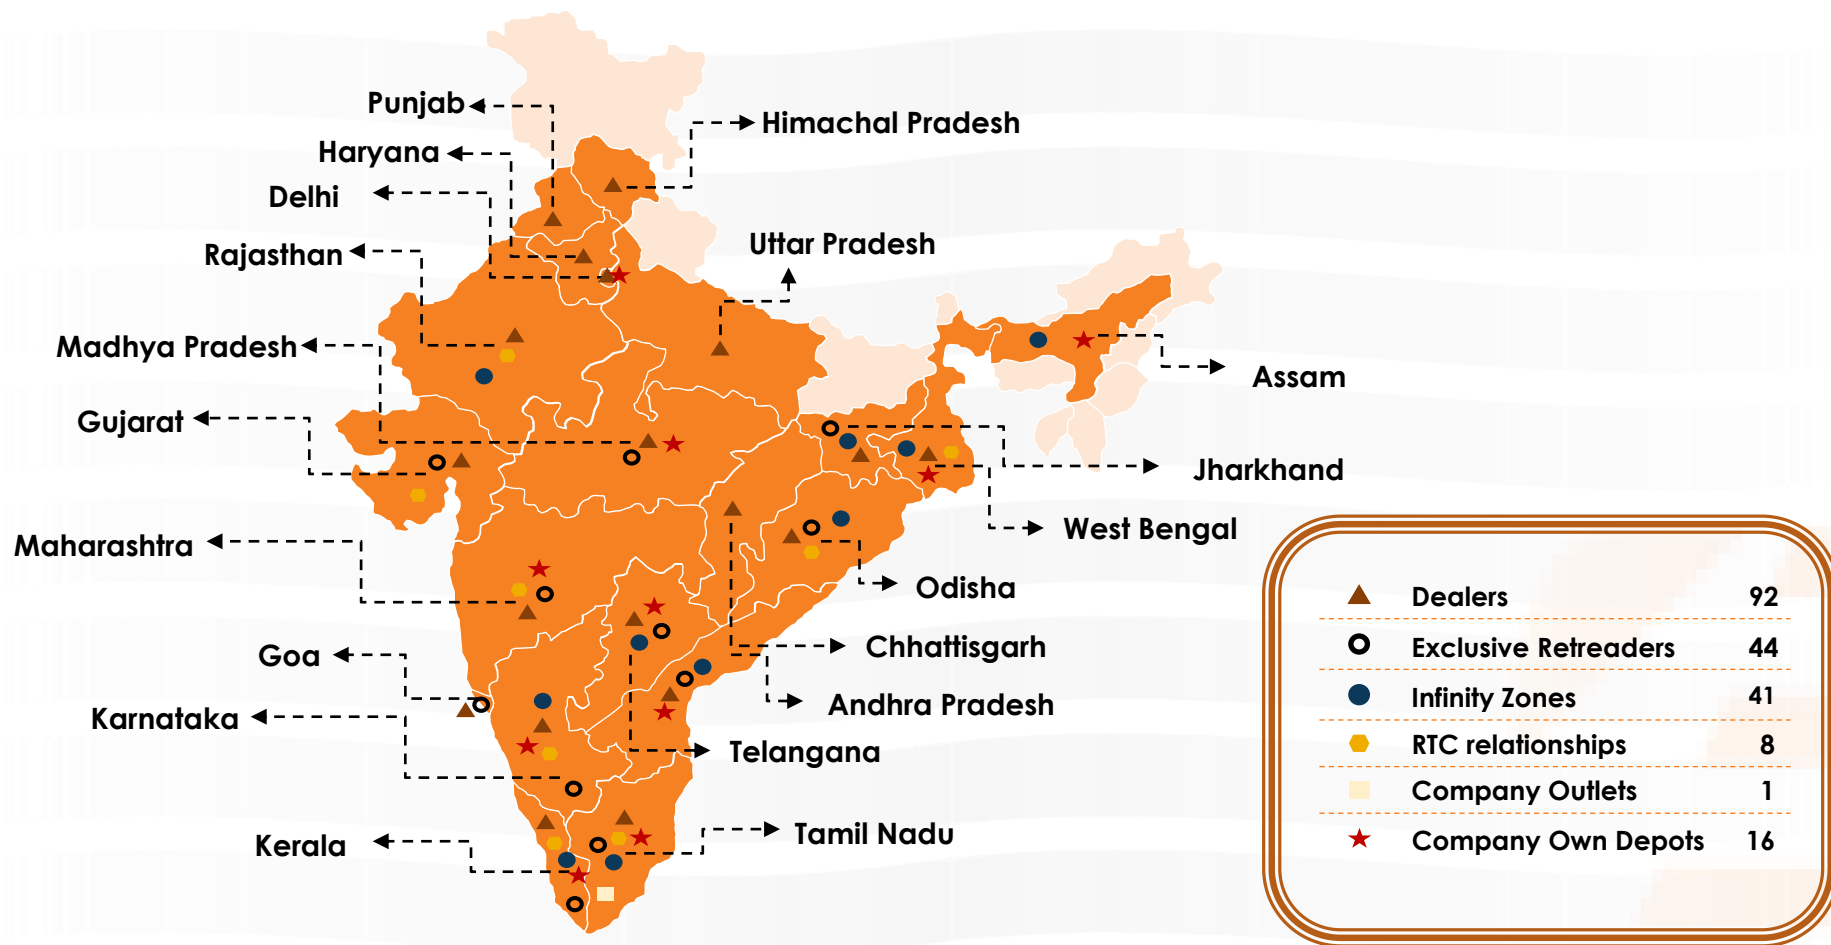 Punjab
Himachal Pradesh
Haryana
Delhi
Uttar Pradesh
Rajasthan
Madhya Pradesh
Assam
Gujarat
Jharkhand
West Bengal
Maharashtra
Odisha
Chhattisgarh
Goa
Andhra Pradesh
Karnataka
Telangana
Tamil Nadu
Kerala
Dealers 92
Exclusive Retreaders 44
Infinity Zones 41
RTC relationships 8
Company Outlets 1
Company Own Depots 16